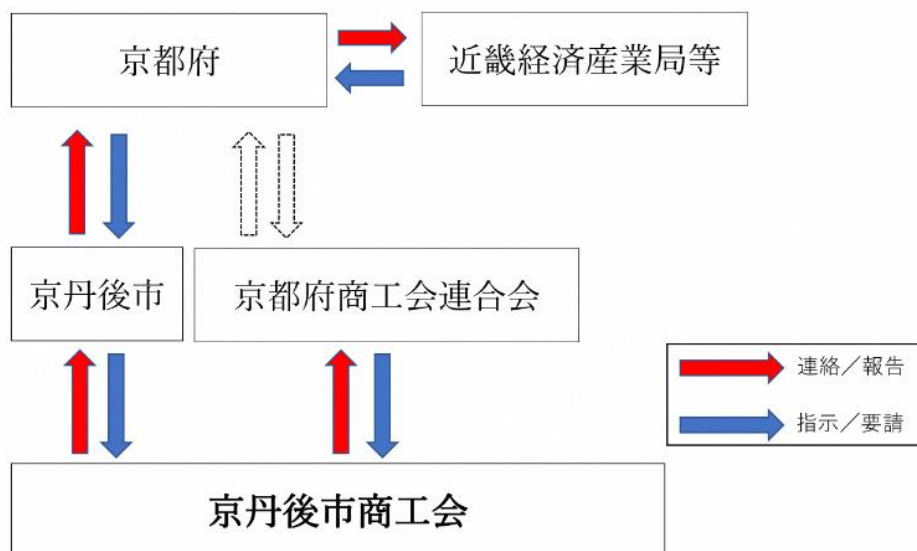 京都府
近畿経済産業局等
京丹後市
京都府商工会連合会
連絡／報告
指示／要請
京丹後市商工会